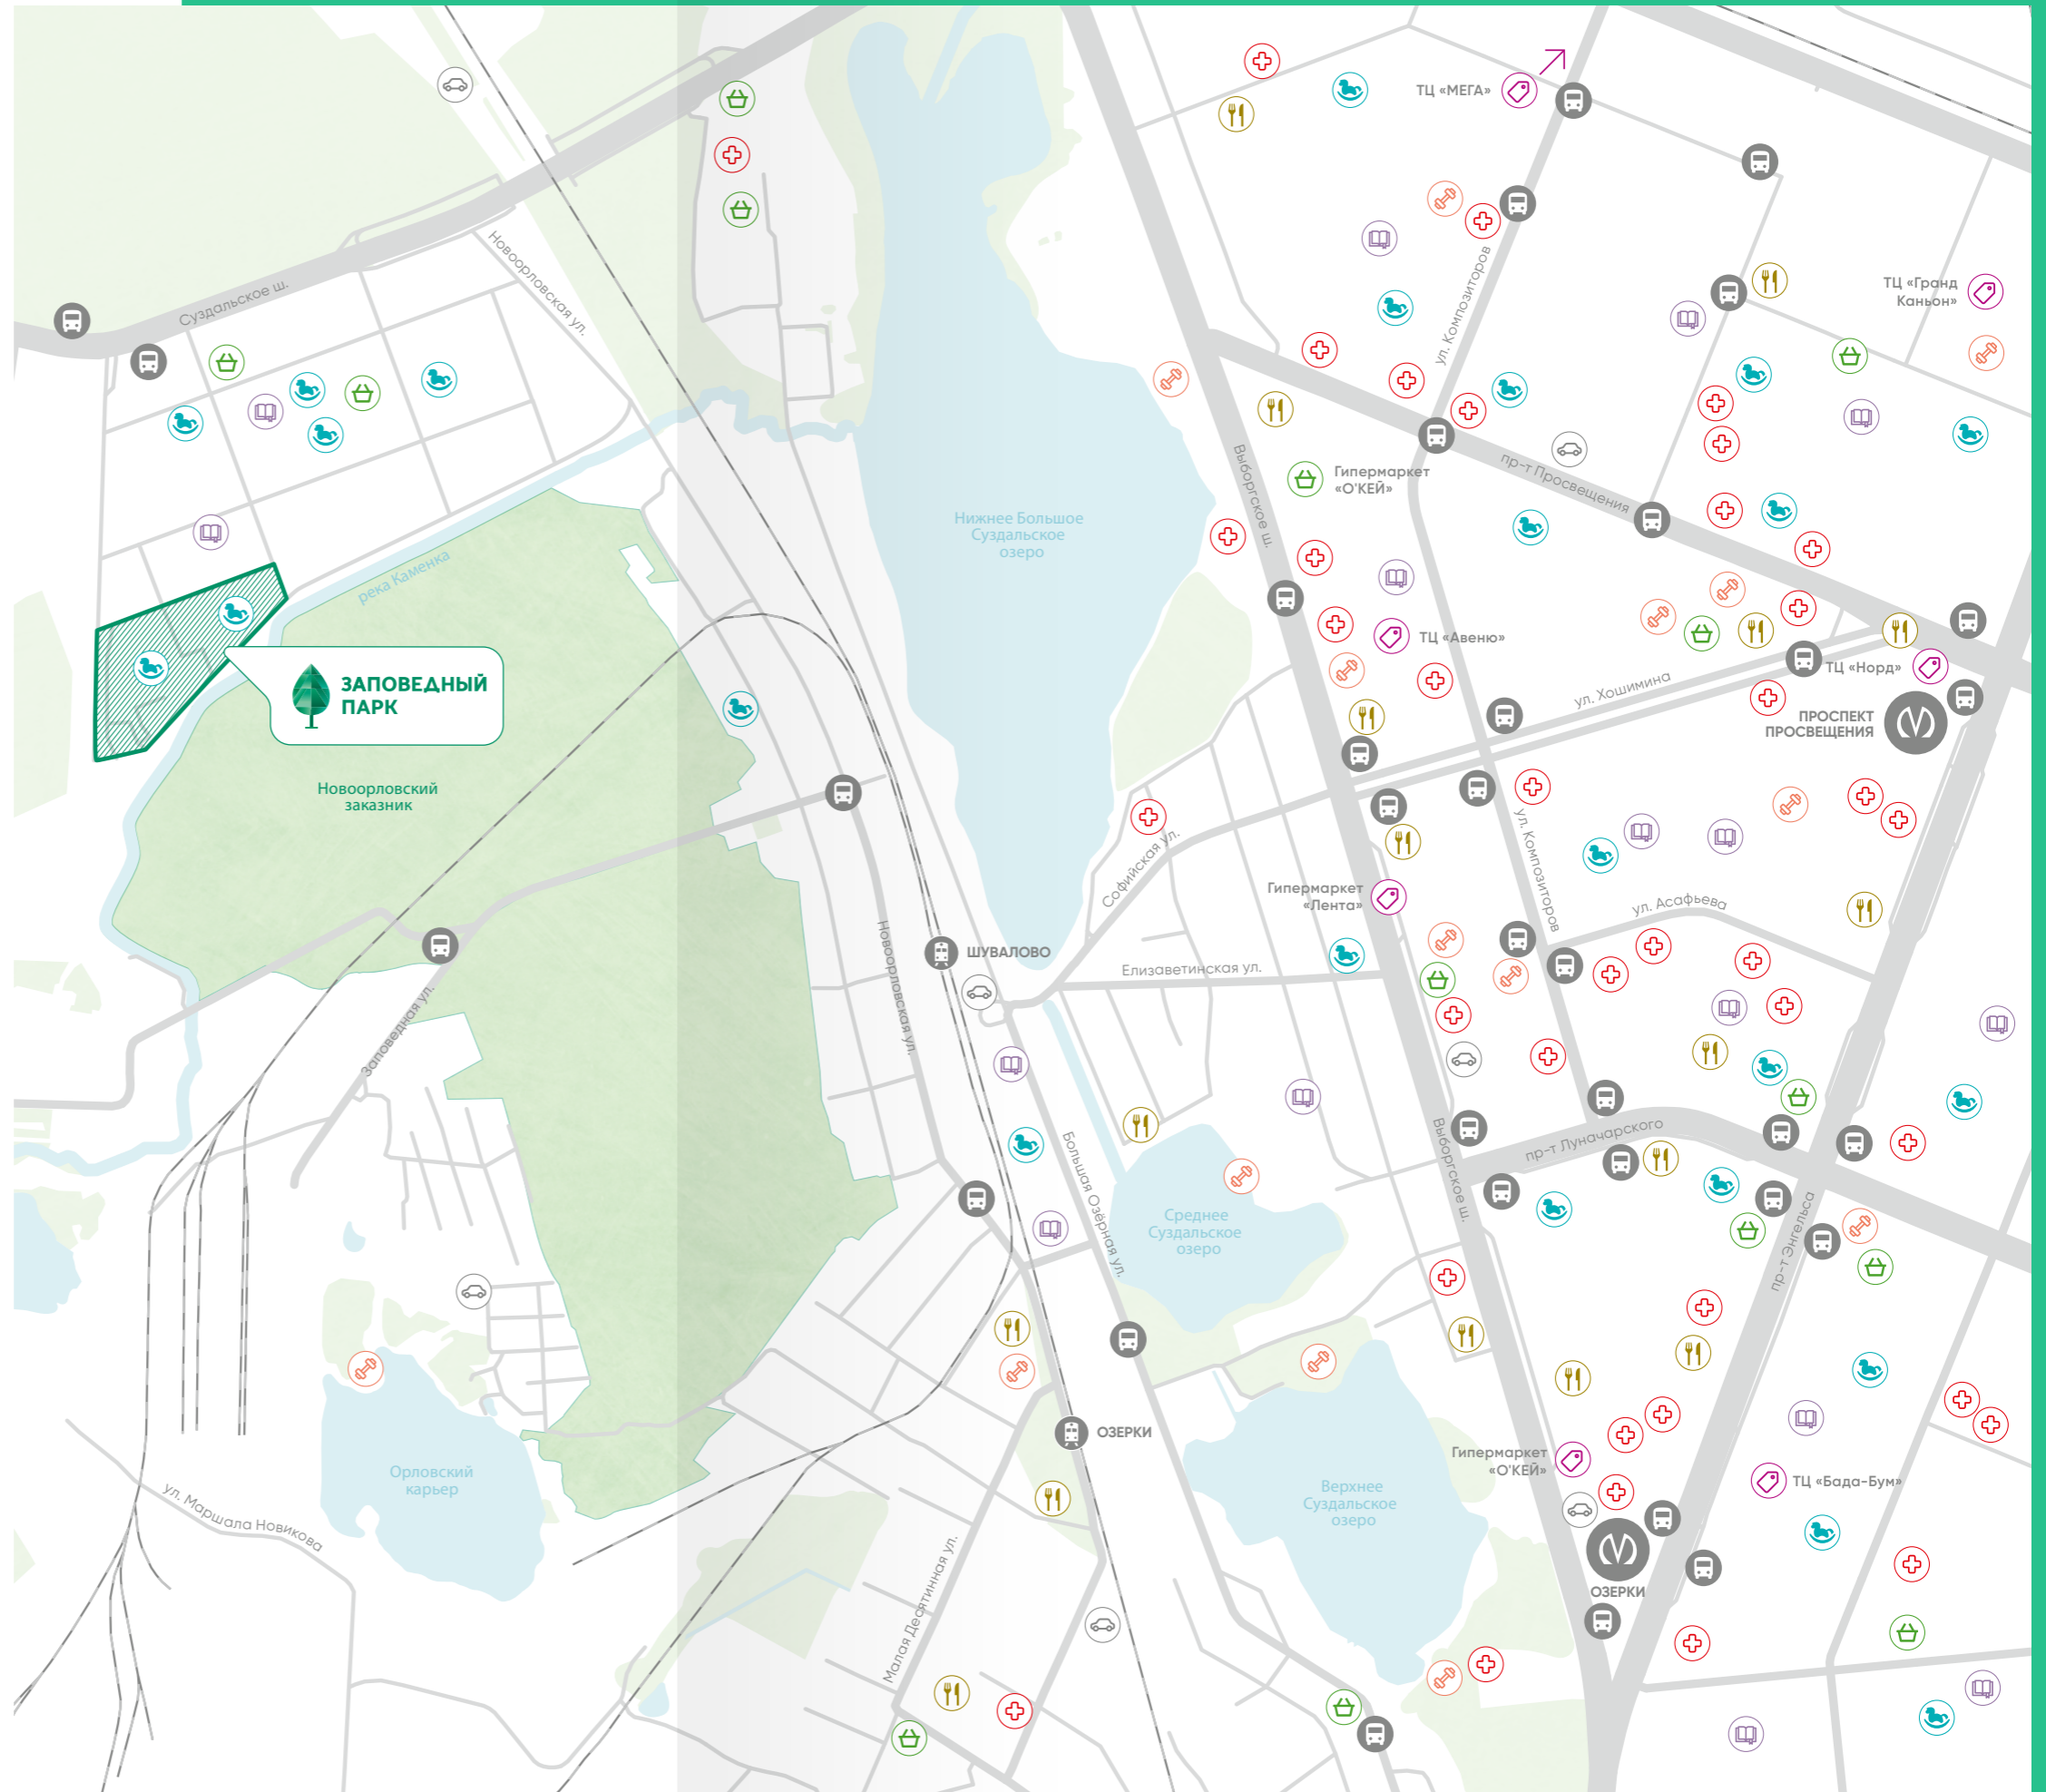 ТЦ «МЕГА»
Новоорловская ул.
Суздальское ш.
ул. Композиторов
ТЦ «Гранд
Каньон»
Выборгское ш.
Гипермаркет
«О'КЕЙ»
пр-т Просвещения
Нижнее Большое
Суздальское
озеро
река Каменка
ЗАПОВЕДНЫЙ
ПАРК
ТЦ «Авеню»
ул. Хошимина
ТЦ «Норд»
ПРОСПЕКТ
ПРОСВЕЩЕНИЯ
Новоорловский
заказник
Софийская ул.
ул. Композиторов
Гипермаркет
«Лента»
ул. Асафьева
Новоорловская ул.
ШУВАЛОВО
Елизаветинская ул.
Заповедная ул.
Большая Озёрная ул.
Выборгское ш.
пр-т Луначарского
Среднее
Суздальское
озеро
пр-т Энгельса
ОЗЕРКИ
Гипермаркет
«О'КЕЙ»
ТЦ «Бада-Бум»
Орловский
карьер
Верхнее
Суздальское
озеро
ул. Маршала Новикова
Малая Десятинная ул.
ОЗЕРКИ